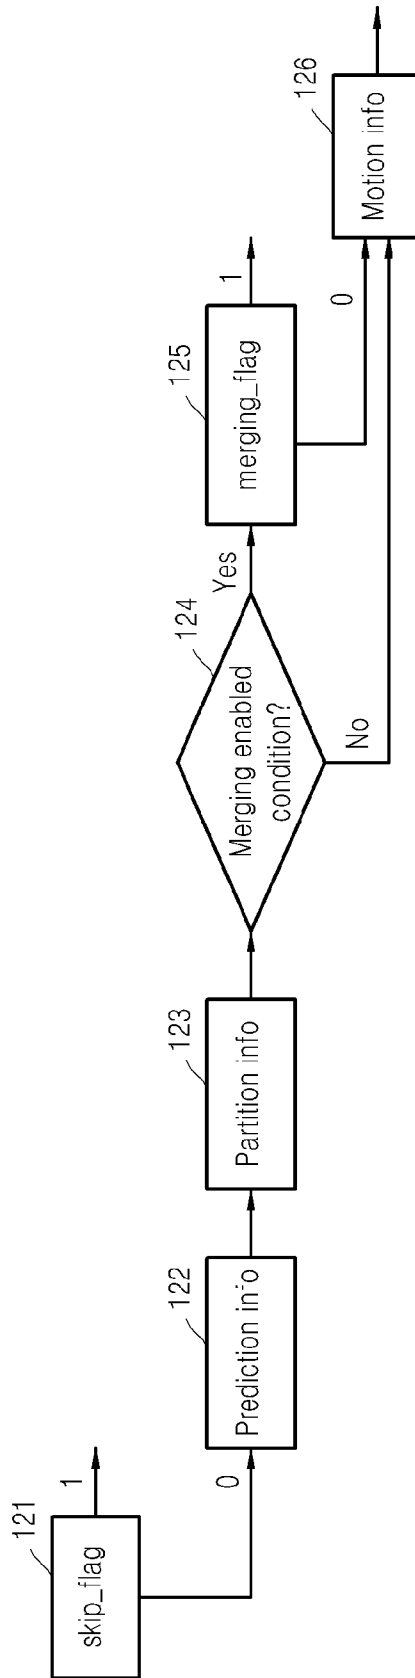 121
skip_flag
1
0
122
Prediction info
123
Partition info
124
Merging enabled
condition?
Yes
No
125
merging_flag
1
0
126
Motion info